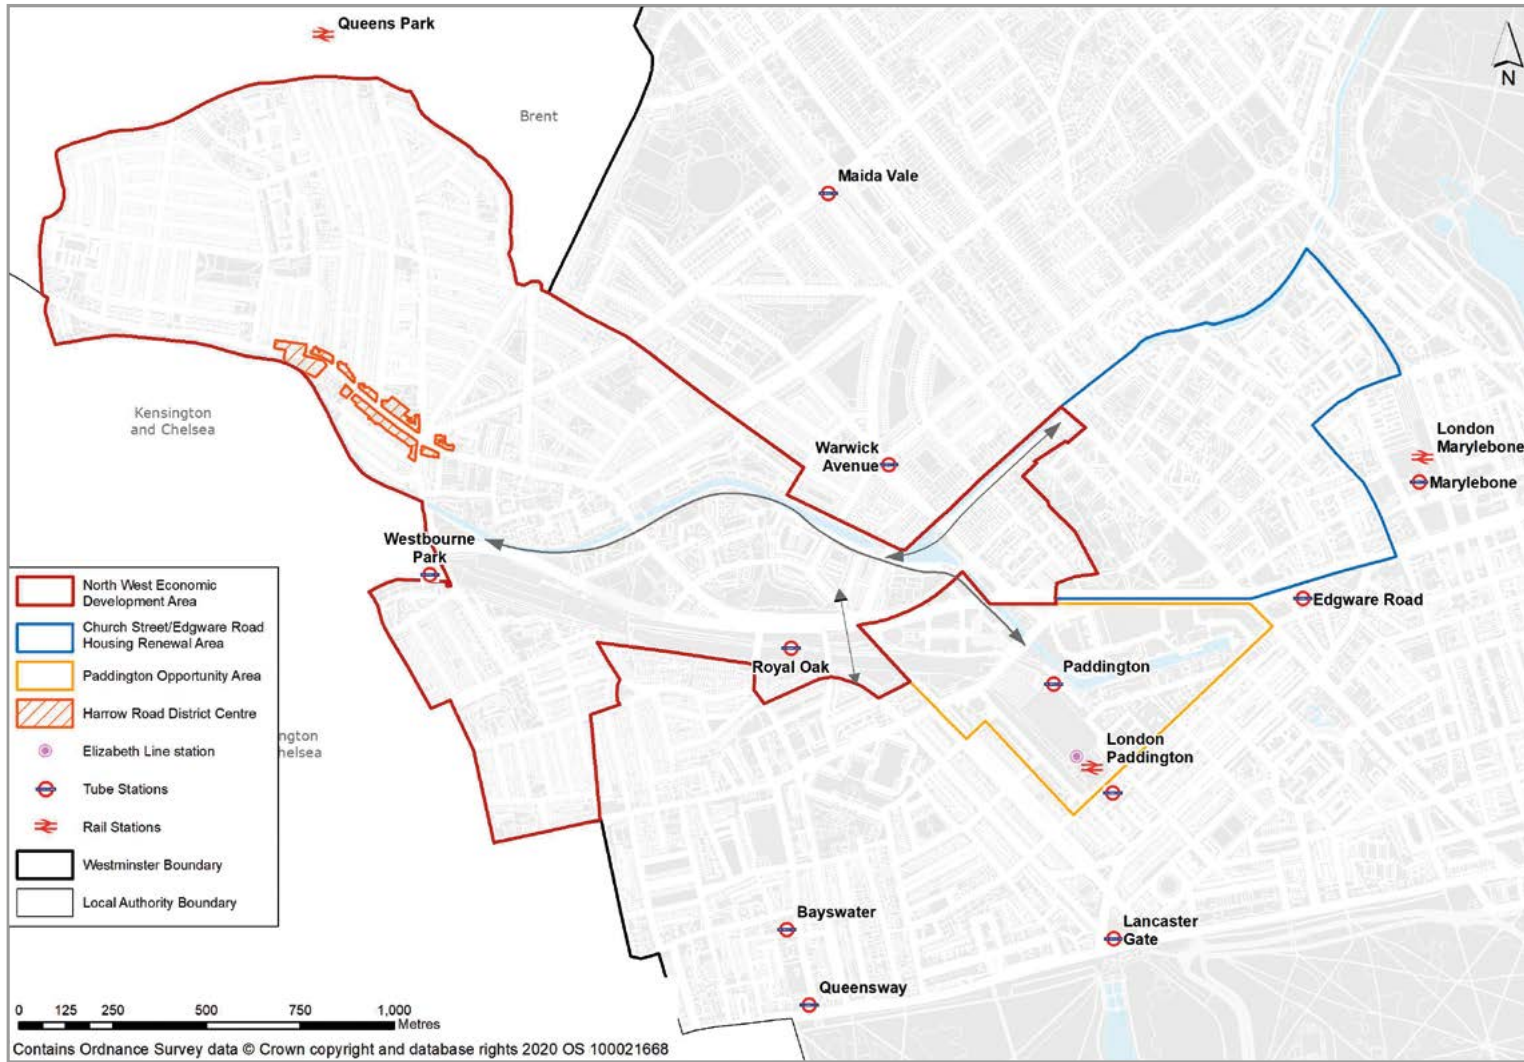 Queens Park
Brent
N
Maida Vale
Kensington
and Chelsea
Warwick
Avenue
London
Marylebone
Marylebone
Westbourne
Park
Edgware Road
Royal Oak
Paddington
London
Paddington
North West Economic
Development Area
Church Street/Edgware Road
Housing Renewal Area
Paddington Opportunity Area
Harrow Road District Centre
Elizabeth Line station
Tube Stations
Rail Stations
Westminster Boundary
Local Authority Boundary
ngton
helsea
Bayswater
Lancaster
Gate
Queensway
0 125 250 500 750 1,000
Metres
Contains Ordnance Survey data © Crown copyright and database rights 2020 OS 100021668